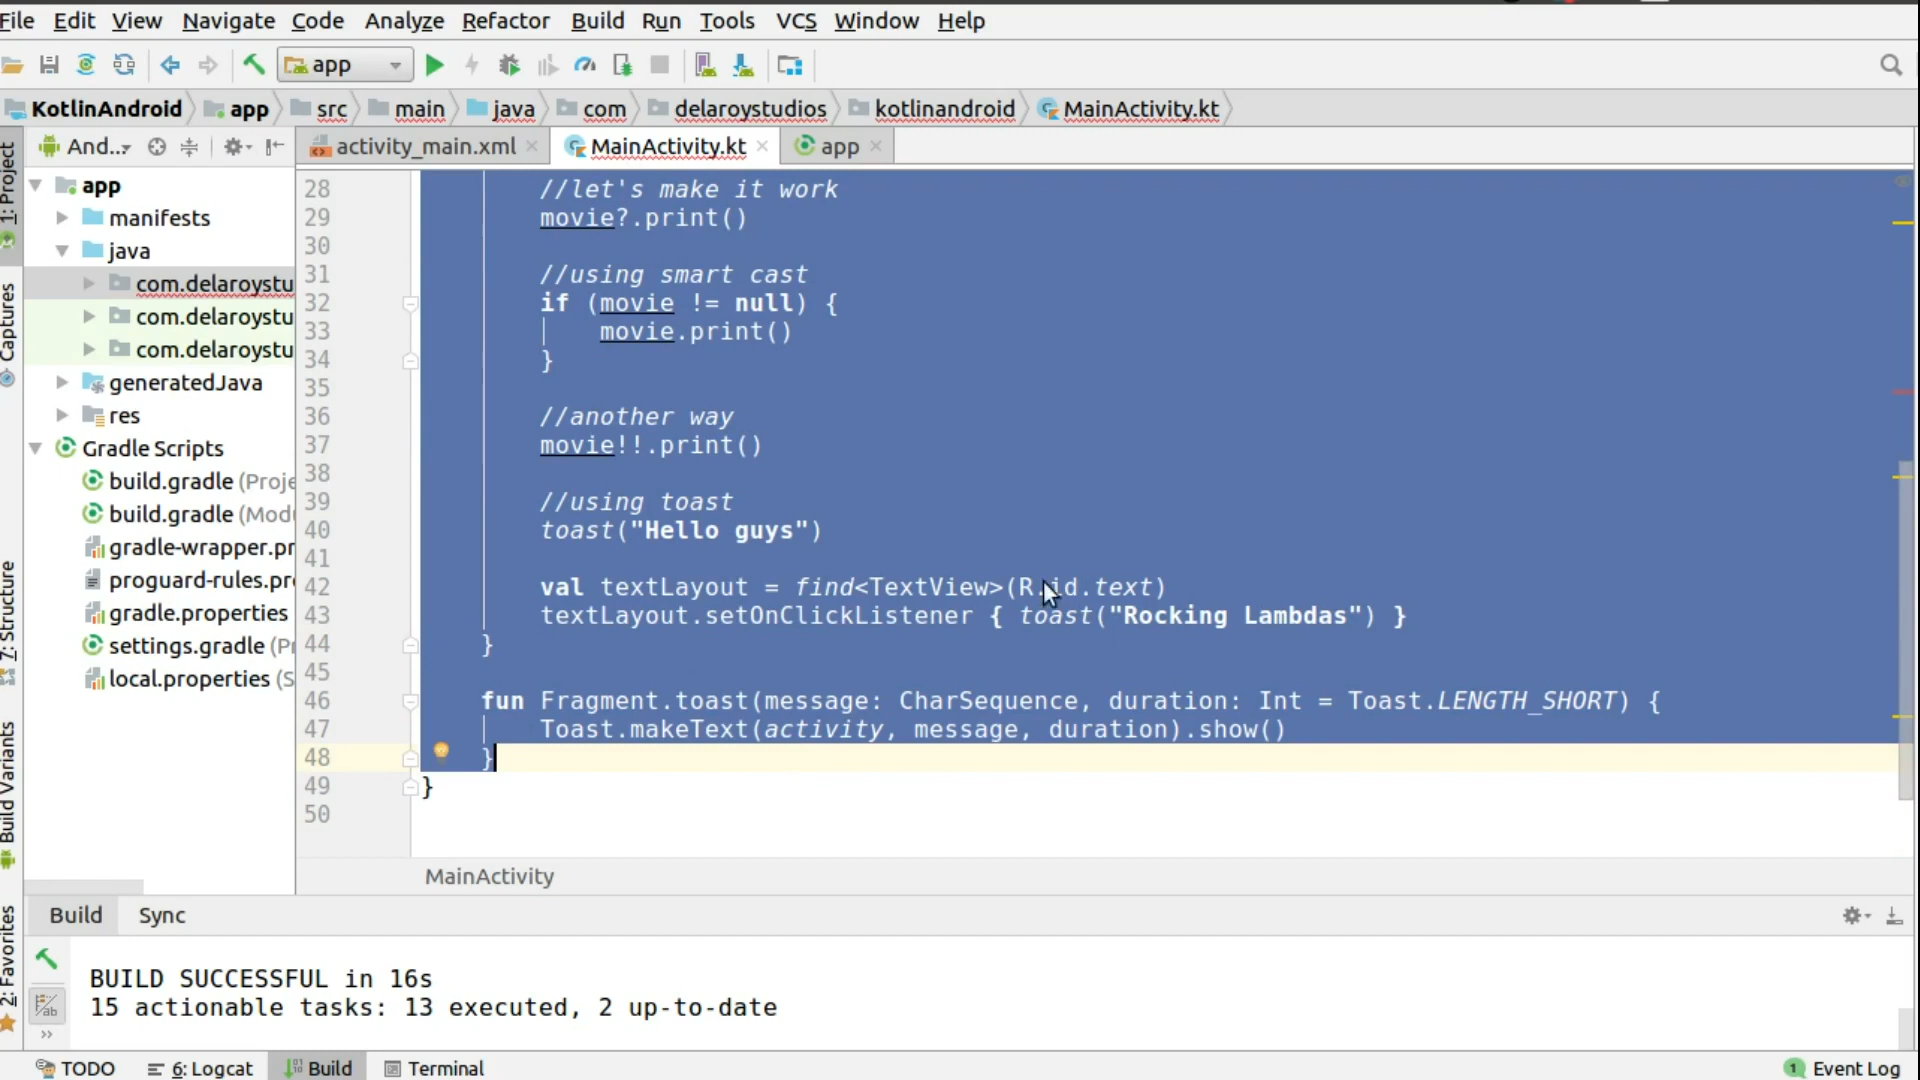 File Edit View Navigate Code Analyze Refactor Build Run Tools VCS Window Help
app
KotlinAndroid app src main java com delaroystudios kotlinandroid MainActivity.kt
And... activity_main.xml MainActivity.kt app
1: Project
Captures
7: Structure
Build Variants
2: Favorites
app
manifests
java
com.delaroystu
com.delaroystu
com.delaroystu
generatedJava
res
Gradle Scripts
build.gradle (Proje
build.gradle (Mod
gradle-wrapper.pr
proguard-rules.pr
gradle.properties
settings.gradle (P
local.properties (S
28 //let's make it work
29 movie?.print()
30
31 //using smart cast
32 if (movie != null) {
33 movie.print()
34 }
35
36 //another way
37 movie!!.print()
38
39 //using toast
40 toast("Hello guys")
41
42 val textLayout = find<TextView>(R.id.text)
43 textLayout.setOnClickListener { toast("Rocking Lambdas") }
44 }
45
46 fun Fragment.toast(message: CharSequence, duration: Int = Toast.LENGTH_SHORT) {
47 Toast.makeText(activity, message, duration).show()
48 }
49 }
50
MainActivity
Build Sync
BUILD SUCCESSFUL in 16s
15 actionable tasks: 13 executed, 2 up-to-date
TODO 6: Logcat Build Terminal 1 Event Log